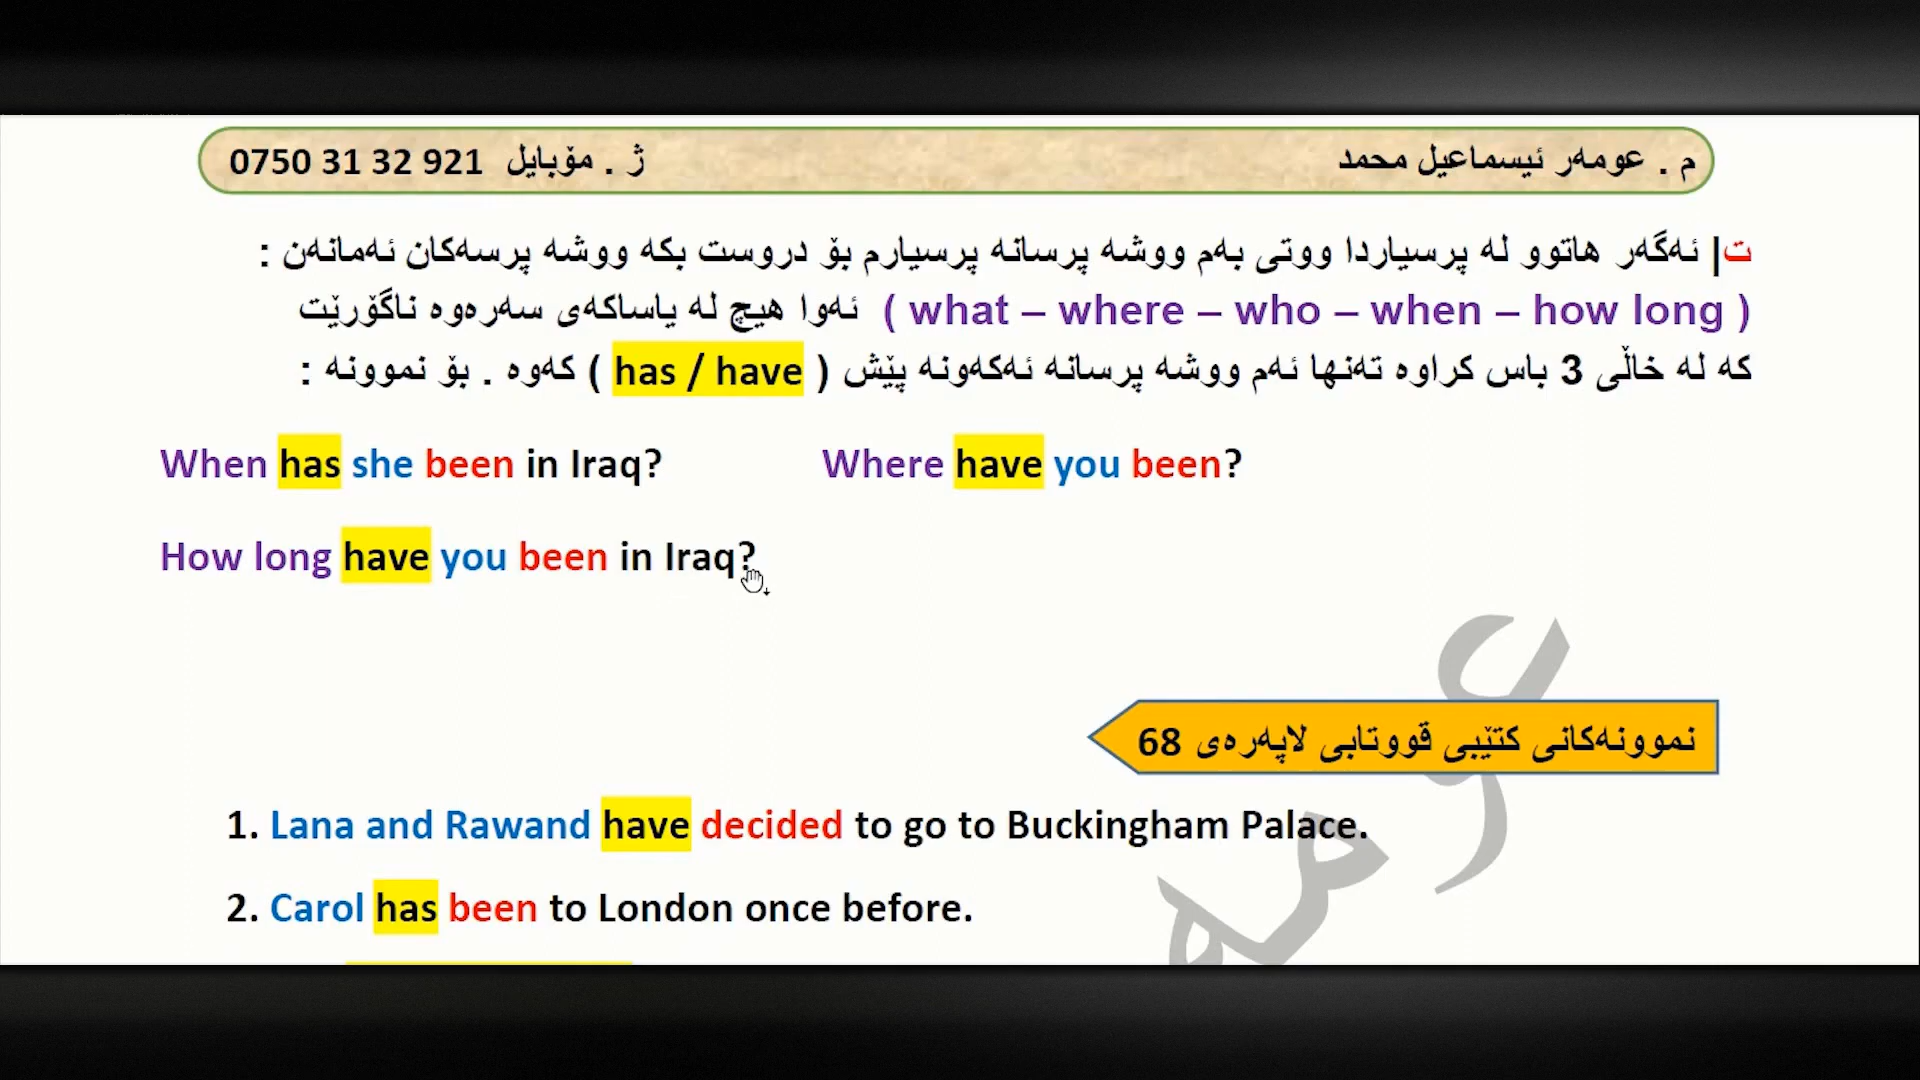 م . عومەر ئیسماعیل محمد ژ . مۆبایل 0750 31 32 921
ت| ئەگەر هاتوو لە پرسیاردا ووتی بەم ووشە پرسانە پرسیارم بۆ دروست بکە ووشە پرسەکان ئەمانەن :
( what – where – who – when – how long ) ئەوا هیچ لە یاساکەی سەرەوە ناگۆرێت
کە لە خاڵی 3 باس کراوە تەنها ئەم ووشە پرسانە ئەکەونە پێش ( has / have ) کەوە . بۆ نموونە :
When has she been in Iraq? Where have you been?
How long have you been in Iraq?
نموونەکانی کتێبی قووتابی لاپەرەی 68
1. Lana and Rawand have decided to go to Buckingham Palace.
2. Carol has been to London once before.